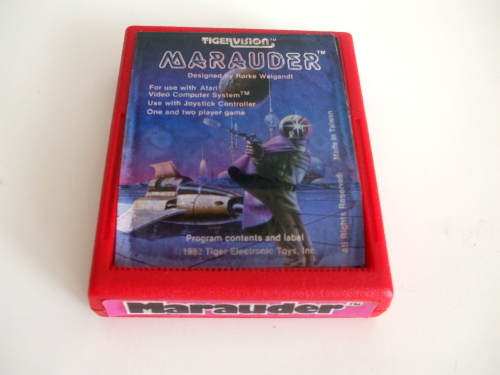 TIGERVISION™
MARAUDER™
Designed by Rorke Weigandt
For use with Atari
Video Computer System™
Use with Joystick Controller
One and two player game
Made in Taiwan
All Rights Reserved
Program contents and label
©1982 Tiger Electronic Toys, Inc.
Marauder™